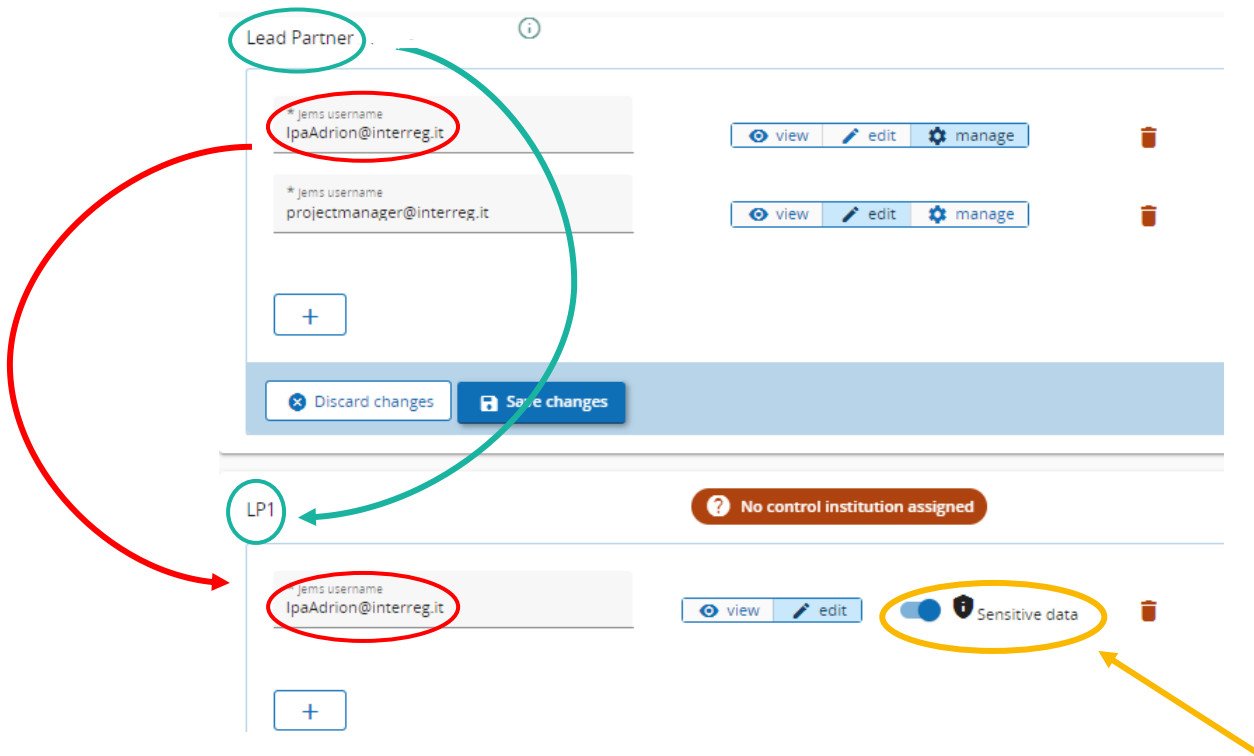 Lead Partner
* Jems username
IpaAdrion@interreg.it
view edit manage
* Jems username
projectmanager@interreg.it
view edit manage
+
Discard changes Save changes
LP1 No control institution assigned
* Jems username
IpaAdrion@interreg.it
view edit Sensitive data
+